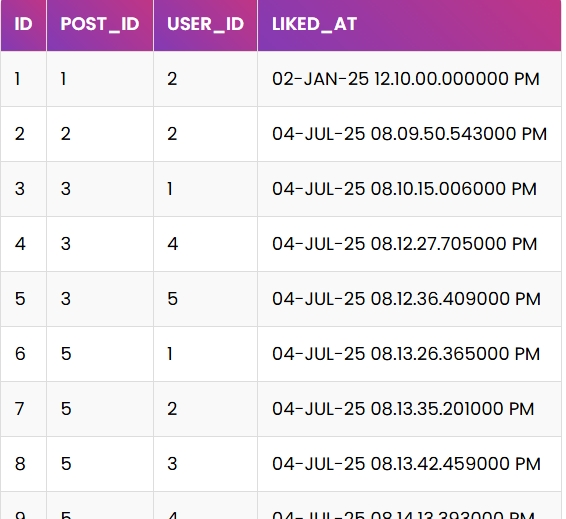 ID POST_ID USER_ID LIKED_AT
1 1 2 02-JAN-25 12.10.00.000000 PM
2 2 2 04-JUL-25 08.09.50.543000 PM
3 3 1 04-JUL-25 08.10.15.006000 PM
4 3 4 04-JUL-25 08.12.27.705000 PM
5 3 5 04-JUL-25 08.12.36.409000 PM
6 5 1 04-JUL-25 08.13.26.365000 PM
7 5 2 04-JUL-25 08.13.35.201000 PM
8 5 3 04-JUL-25 08.13.42.459000 PM
9 5 4 04-JUL-25 08.14.13.393000 PM